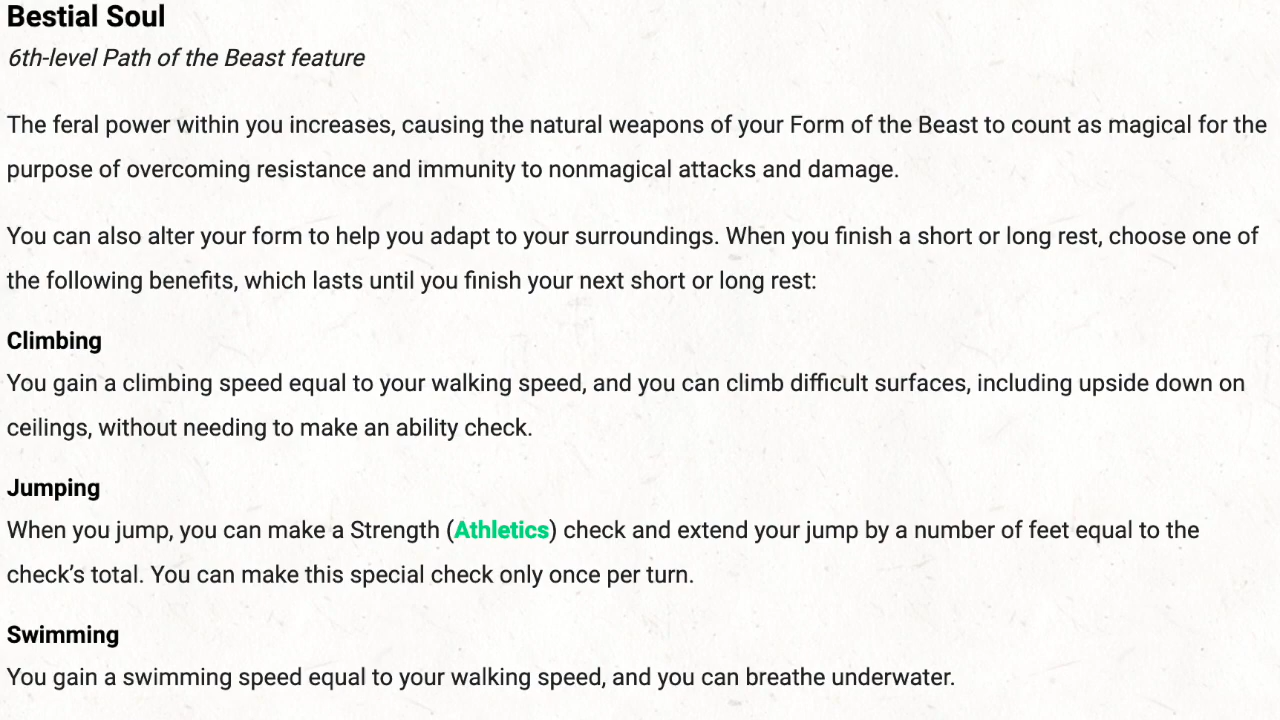 Bestial Soul
6th-level Path of the Beast feature
The feral power within you increases, causing the natural weapons of your Form of the Beast to count as magical for the
purpose of overcoming resistance and immunity to nonmagical attacks and damage.
You can also alter your form to help you adapt to your surroundings. When you finish a short or long rest, choose one of
the following benefits, which lasts until you finish your next short or long rest:
Climbing
You gain a climbing speed equal to your walking speed, and you can climb difficult surfaces, including upside down on
ceilings, without needing to make an ability check.
Jumping
When you jump, you can make a Strength (Athletics) check and extend your jump by a number of feet equal to the
check’s total. You can make this special check only once per turn.
Swimming
You gain a swimming speed equal to your walking speed, and you can breathe underwater.